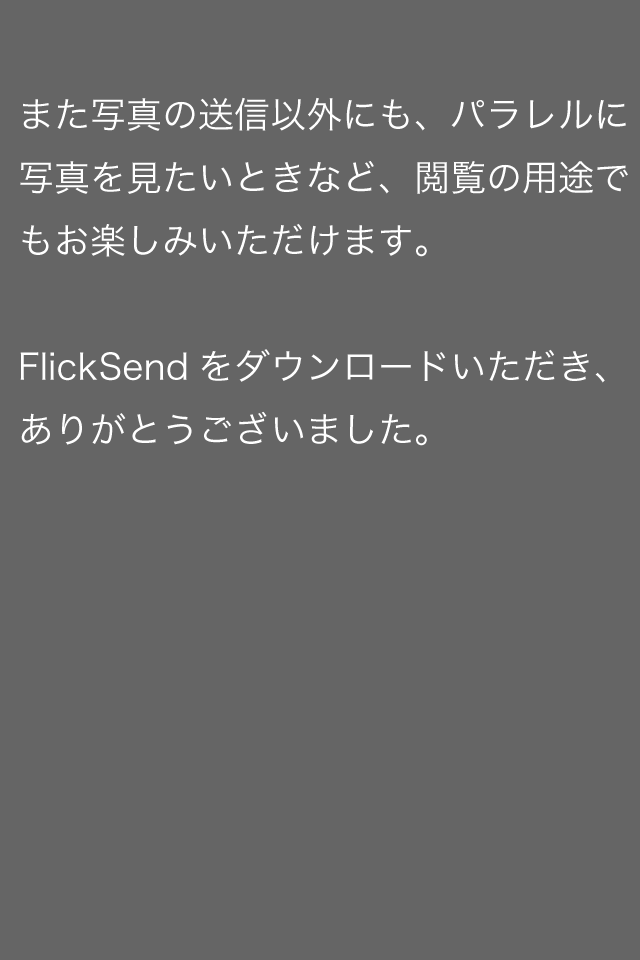 また写真の送信以外にも、パラレルに
写真を見たいときなど、閲覧の用途で
もお楽しみいただけます。
FlickSend をダウンロードいただき、
ありがとうございました。